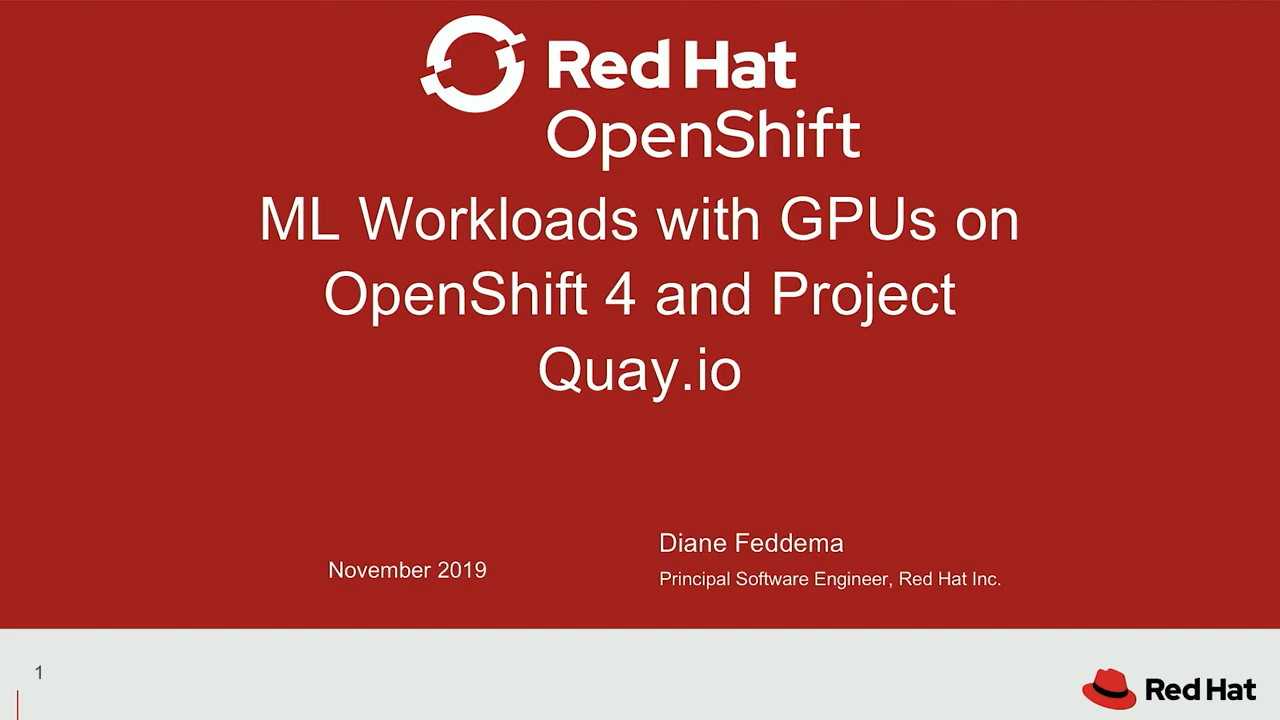 Red Hat
OpenShift
ML Workloads with GPUs on
OpenShift 4 and Project
Quay.io
Diane Feddema
November 2019
Principal Software Engineer, Red Hat Inc.
1
Red Hat